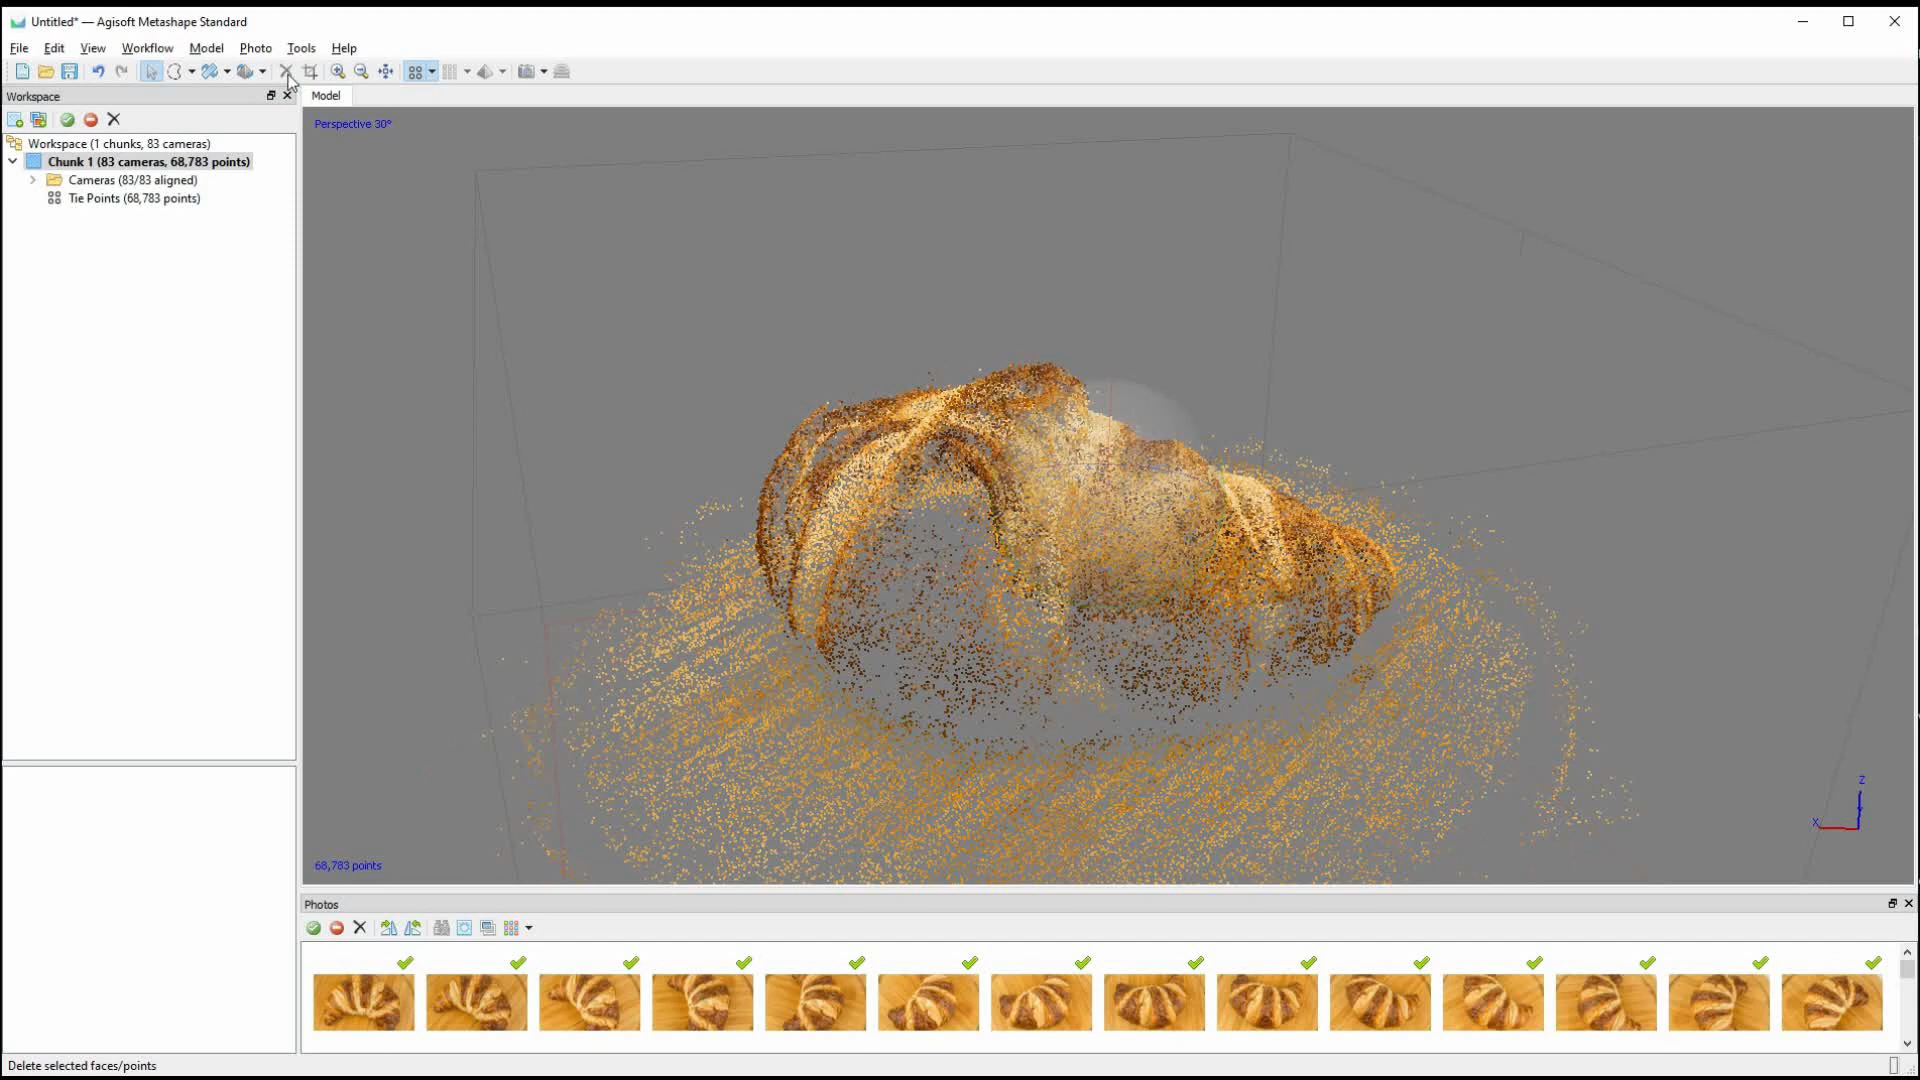 Untitled* — Agisoft Metashape Standard
File Edit View Workflow Model Photo Tools Help
Workspace
Model
Workspace (1 chunks, 83 cameras)
Chunk 1 (83 cameras, 68,783 points)
Cameras (83/83 aligned)
Tie Points (68,783 points)
Perspective 30°
Z
X
68,783 points
Photos
Delete selected faces/points